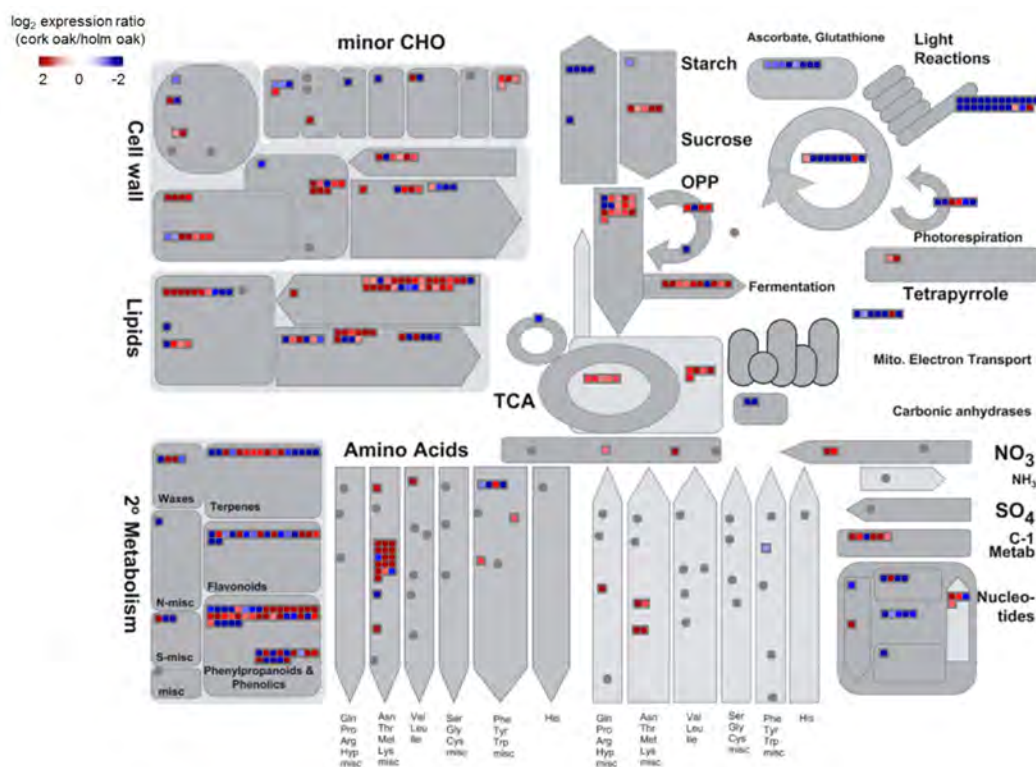 log₂ expression ratio
(cork oak/holm oak)
2 0 -2
minor CHO
Cell wall
Lipids
2º Metabolism
Starch
Sucrose
OPP
Ascorbate, Glutathione
Light
Reactions
Photorespiration
Tetrapyrrole
Fermentation
Mito. Electron Transport
TCA
Carbonic anhydrases
Amino Acids
NO₃
NH₃
SO₄
C-1
Metab
Nucleo-
tides
Waxes
Terpenes
Flavonoids
N-misc
S-misc
misc
Phenylpropanoids &
Phenolics
Gln
Pro
Arg
Hyp
misc
Asn
Thr
Met
Lys
misc
Val
Leu
Ile
Ser
Gly
Cys
misc
Phe
Tyr
Trp
misc
His
Gln
Pro
Arg
Hyp
misc
Asn
Thr
Met
Lys
misc
Val
Leu
Ile
Ser
Gly
Cys
misc
Phe
Tyr
Trp
misc
His